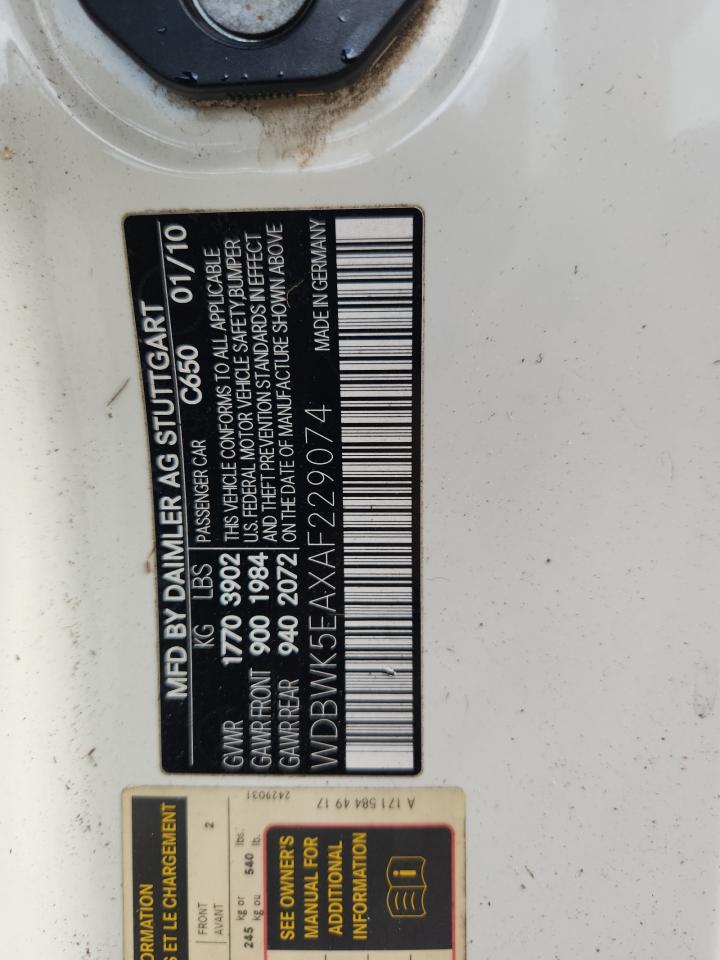 MFD BY DAIMLER AG STUTTGART
KG LBS PASSENGER CAR C650 01/10
GVWR 1770 3902 THIS VEHICLE CONFORMS TO ALL APPLICABLE
GAWR FRONT 900 1984 U.S. FEDERAL MOTOR VEHICLE SAFETY,BUMPER
GAWR REAR 940 2072 AND THEFT PREVENTION STANDARDS IN EFFECT
ON THE DATE OF MANUFACTURE SHOWN ABOVE
WDBWK5EAXAF229074 MADE IN GERMANY
ORMATION
S ET LE CHARGEMENT
FRONT
AVANT
2
245 kg or 540 lbs.
kg ou lb.
2429031
SEE OWNER'S
MANUAL FOR
ADDITIONAL
INFORMATION
A 171 584 49 17